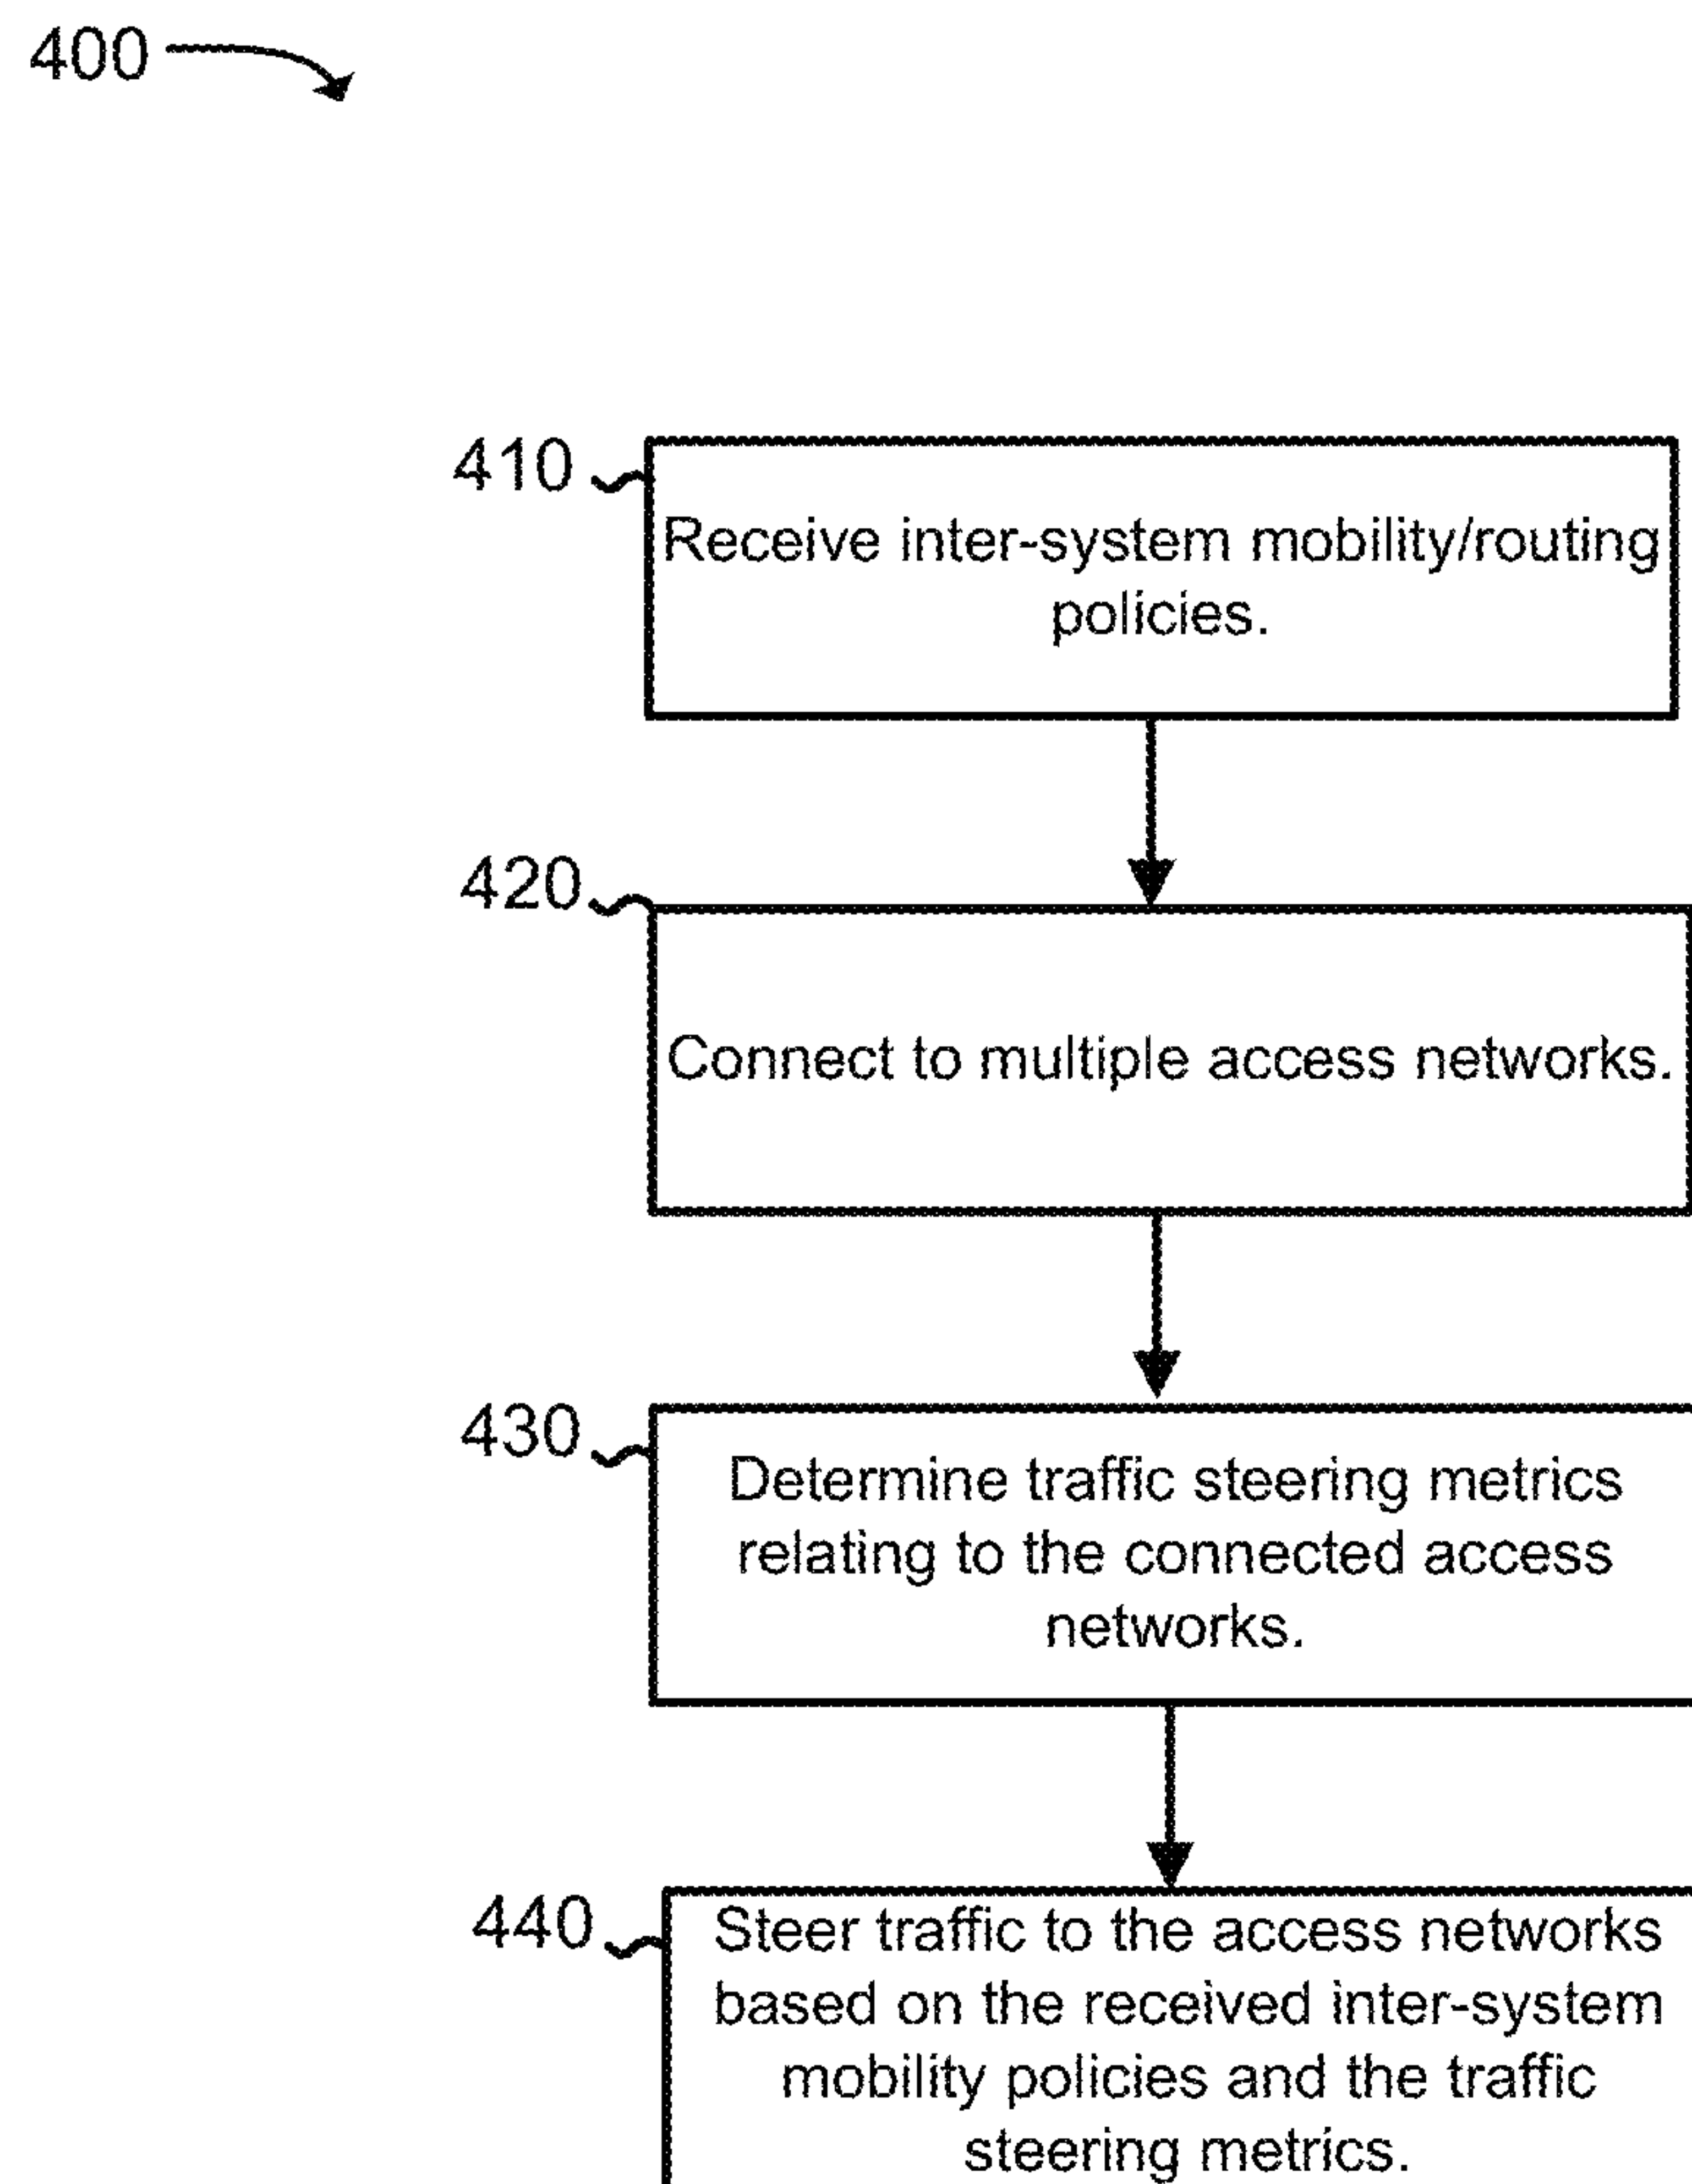 400
410
Receive inter-system mobility/routing
policies.
420
Connect to multiple access networks.
430
Determine traffic steering metrics
relating to the connected access
networks.
440
Steer traffic to the access networks
based on the received inter-system
mobility policies and the traffic
steering metrics.